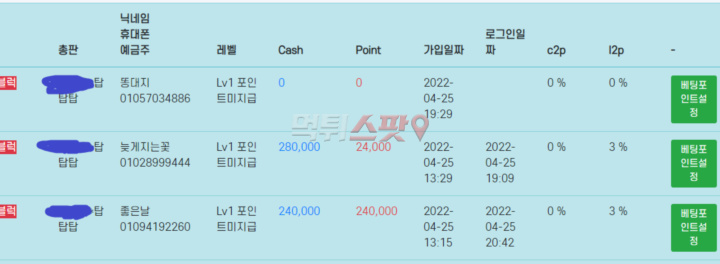 닉네임
휴대폰
총판 예금주 레벨 Cash Point 가입일짜 로그인일
짜 c2p l2p -
블럭 탑
탑탑 똥대지
01057034886 Lv1 포인
트미지급 0 0 2022-
04-25
19:29 0 % 0 % 베팅포
인트설
정
먹튀스팟
블럭 탑
탑탑 늦게지는꽃
01028999444 Lv1 포인
트미지급 280,000 24,000 2022-
04-25
13:29 2022-
04-25
19:09 0 % 3 % 베팅포
인트설
정
블럭 탑
탑탑 좋은날
01094192260 Lv1 포인
트미지급 240,000 240,000 2022-
04-25
13:15 2022-
04-25
20:42 0 % 3 % 베팅포
인트설
정